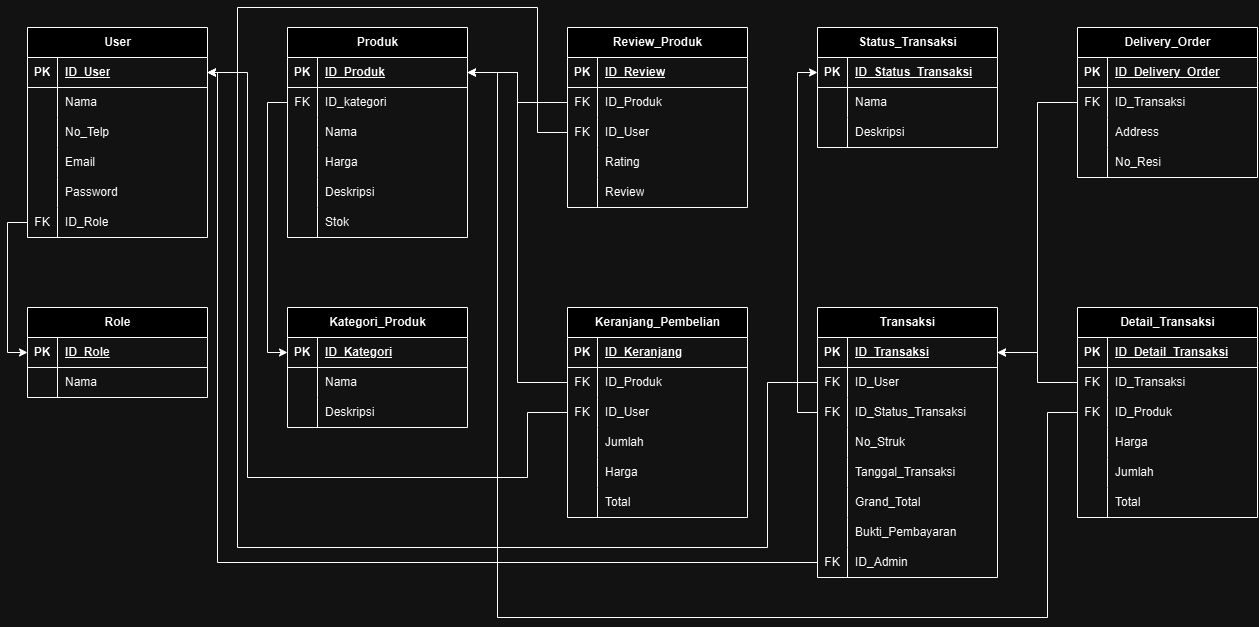 User
PK ID_User
Nama
No_Telp
Email
Password
FK ID_Role
Produk
PK ID_Produk
FK ID_kategori
Nama
Harga
Deskripsi
Stok
Review_Produk
PK ID_Review
FK ID_Produk
FK ID_User
Rating
Review
Status_Transaksi
PK ID_Status_Transaksi
Nama
Deskripsi
Delivery_Order
PK ID_Delivery_Order
FK ID_Transaksi
Address
No_Resi
Role
PK ID_Role
Nama
Kategori_Produk
PK ID_Kategori
Nama
Deskripsi
Keranjang_Pembelian
PK ID_Keranjang
FK ID_Produk
FK ID_User
Jumlah
Harga
Total
Transaksi
PK ID_Transaksi
FK ID_User
FK ID_Status_Transaksi
No_Struk
Tanggal_Transaksi
Grand_Total
Bukti_Pembayaran
FK ID_Admin
Detail_Transaksi
PK ID_Detail_Transaksi
FK ID_Transaksi
FK ID_Produk
Harga
Jumlah
Total